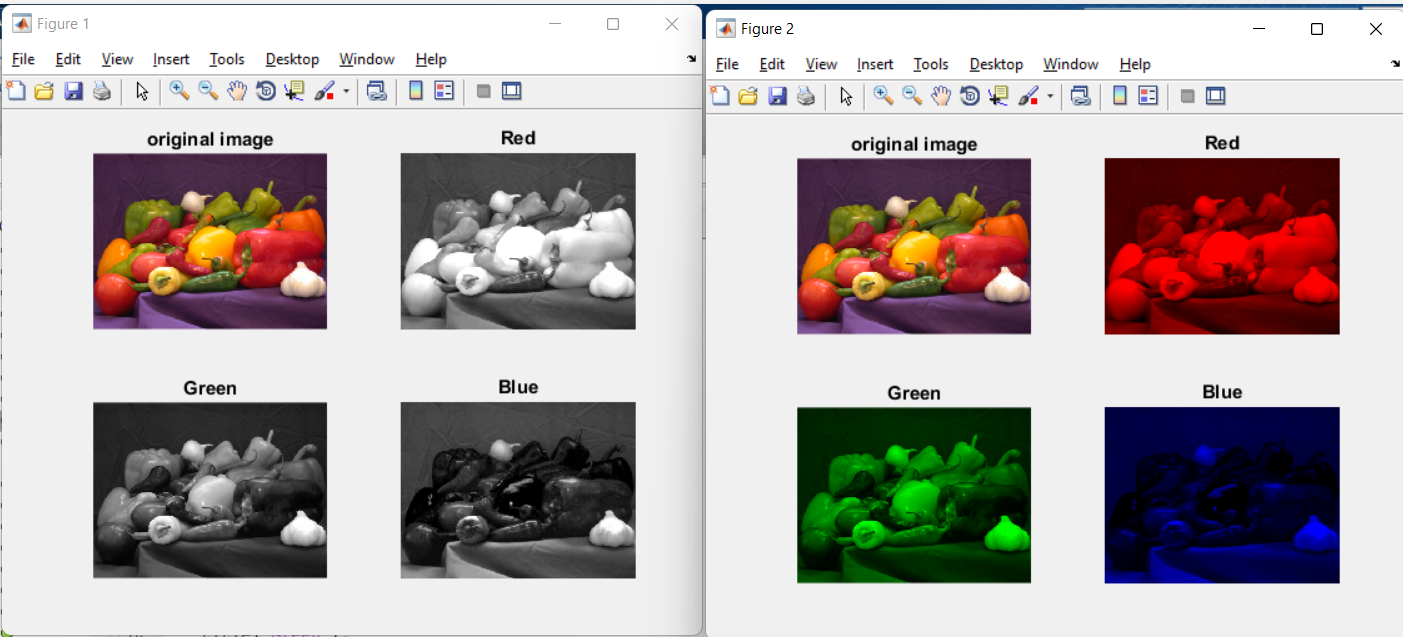 Figure 1
File Edit View Insert Tools Desktop Window Help
original image
Red
Green
Blue
Figure 2
File Edit View Insert Tools Desktop Window Help
original image
Red
Green
Blue